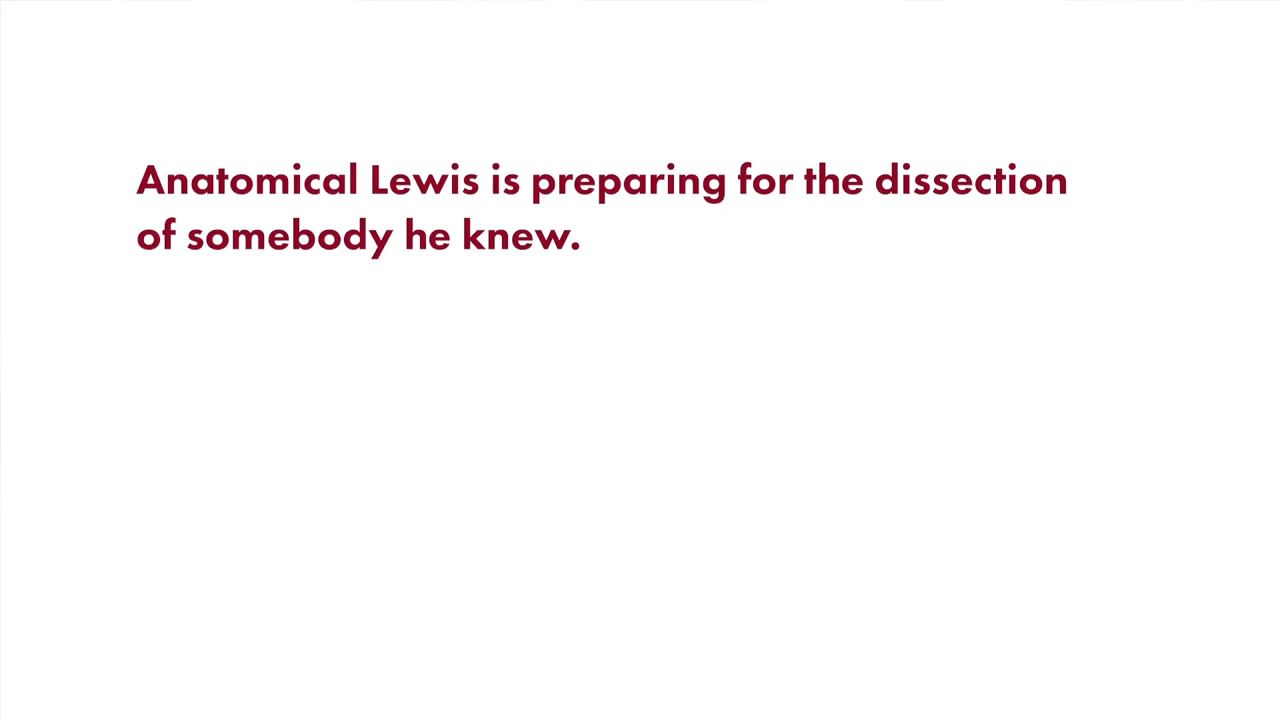 Anatomical Lewis is preparing for the dissection
of somebody he knew.